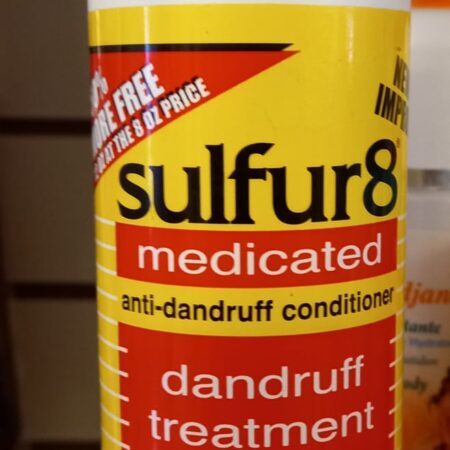 MORE FREE
AT THE 8 OZ PRICE
sulfur8
medicated
anti-dandruff conditioner
dandruff
treatment